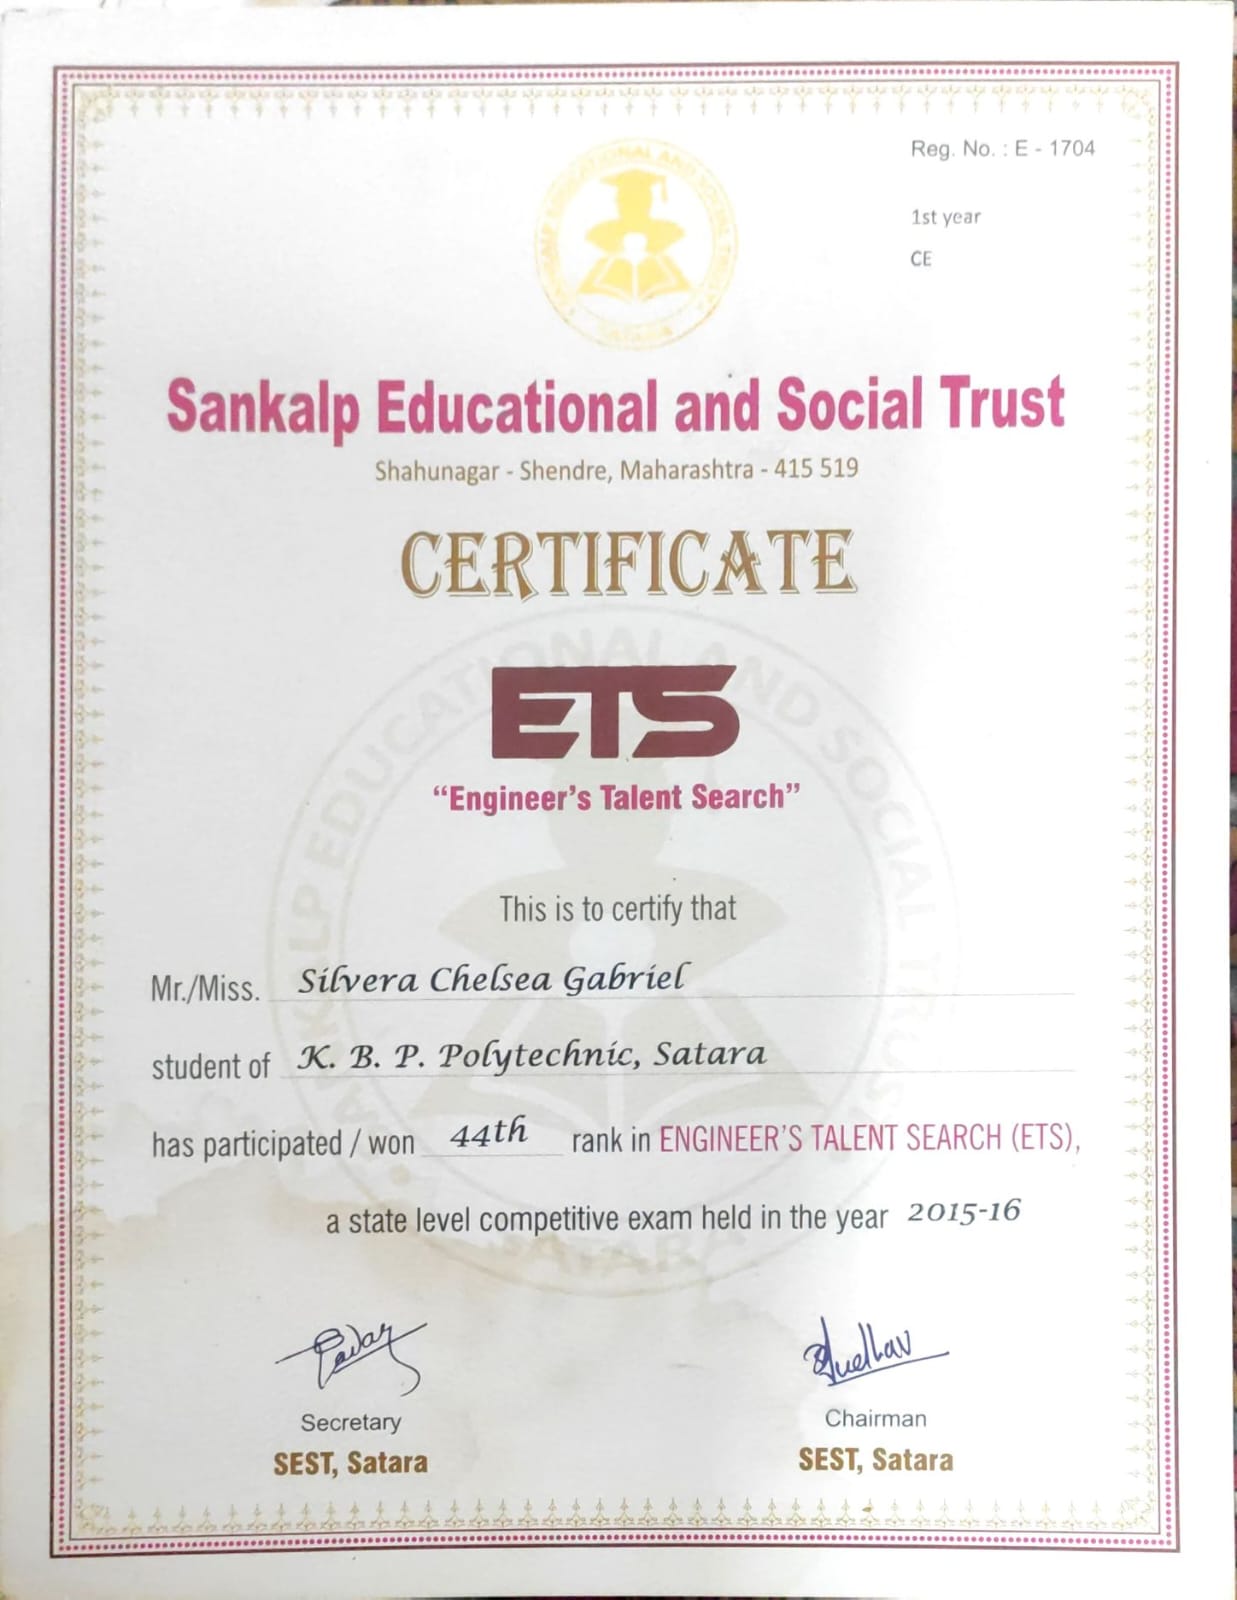 Reg. No. : E - 1704
1st year
CE
SATARA
Sankalp Educational and Social Trust
Shahunagar - Shendre, Maharashtra - 415 519
CERTIFICATE
ETS
“Engineer's Talent Search”
SANKALP EDUCATIONAL AND SOCIAL TRUST
SATARA
This is to certify that
Mr./Miss. Silvera Chelsea Gabriel
student of K. B. P. Polytechnic, Satara
has participated / won 44th rank in ENGINEER'S TALENT SEARCH (ETS),
a state level competitive exam held in the year 2015-16
Secretary
SEST, Satara
Chairman
SEST, Satara